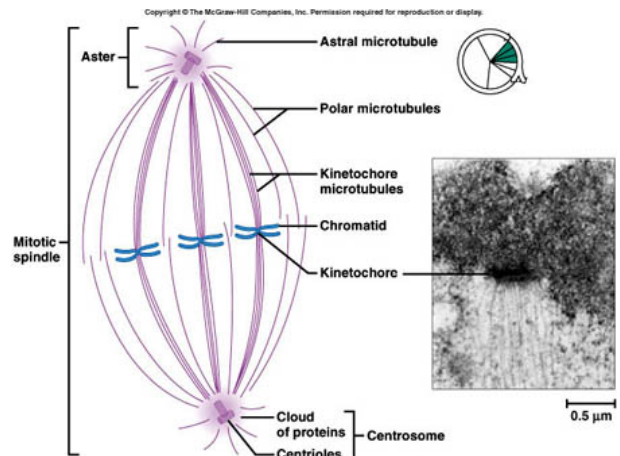 Copyright © The McGraw-Hill Companies, Inc. Permission required for reproduction or display.
Aster
Astral microtubule
Polar microtubules
Kinetochore
microtubules
Chromatid
Mitotic
spindle
Kinetochore
Cloud
of proteins
Centrosome
Centrioles
0.5 µm